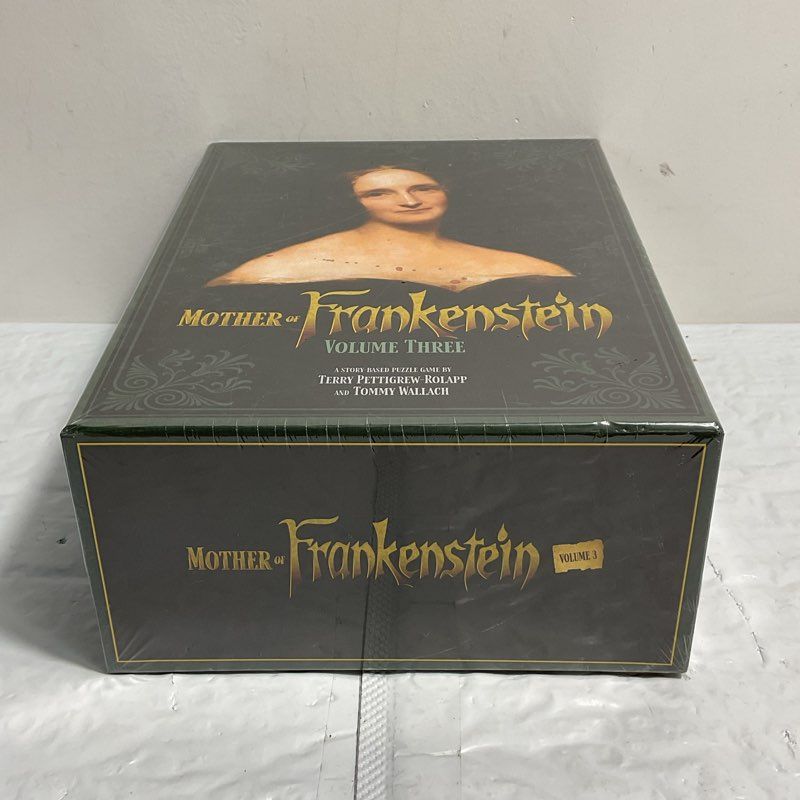 MOTHER OF Frankenstein
VOLUME THREE
A STORY-BASED PUZZLE GAME BY
TERRY PETTIGREW-ROLAPP
AND TOMMY WALLACH
MOTHER OF Frankenstein VOLUME 3